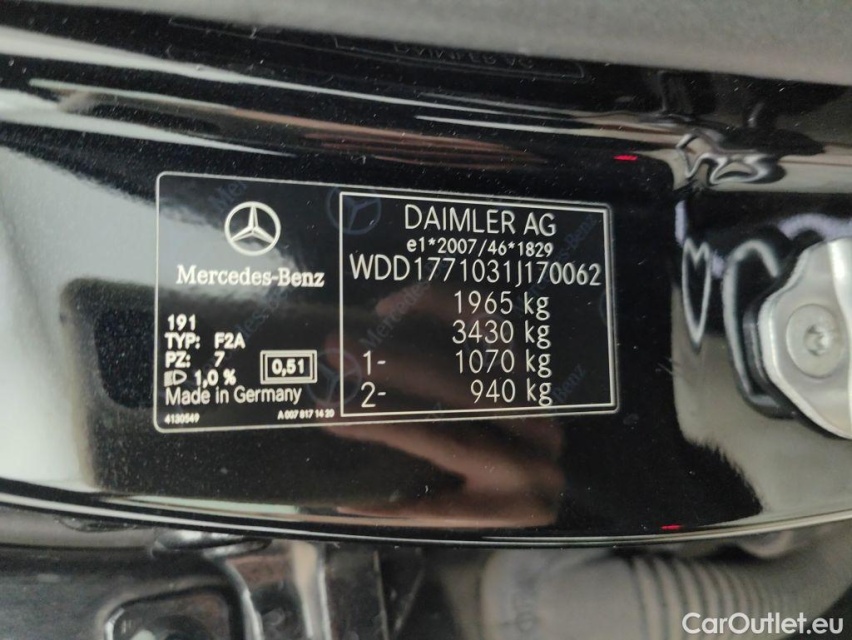 DAIMLER AG
Mercedes-Benz
191
TYP: F2A
PZ: 7
1,0 %
0,51
Made in Germany
4130549
A 007 817 14 20
DAIMLER AG
e1*2007/46*1829
WDD1771031J170062
1965 kg
3430 kg
1- 1070 kg
2- 940 kg
CarOutlet.eu